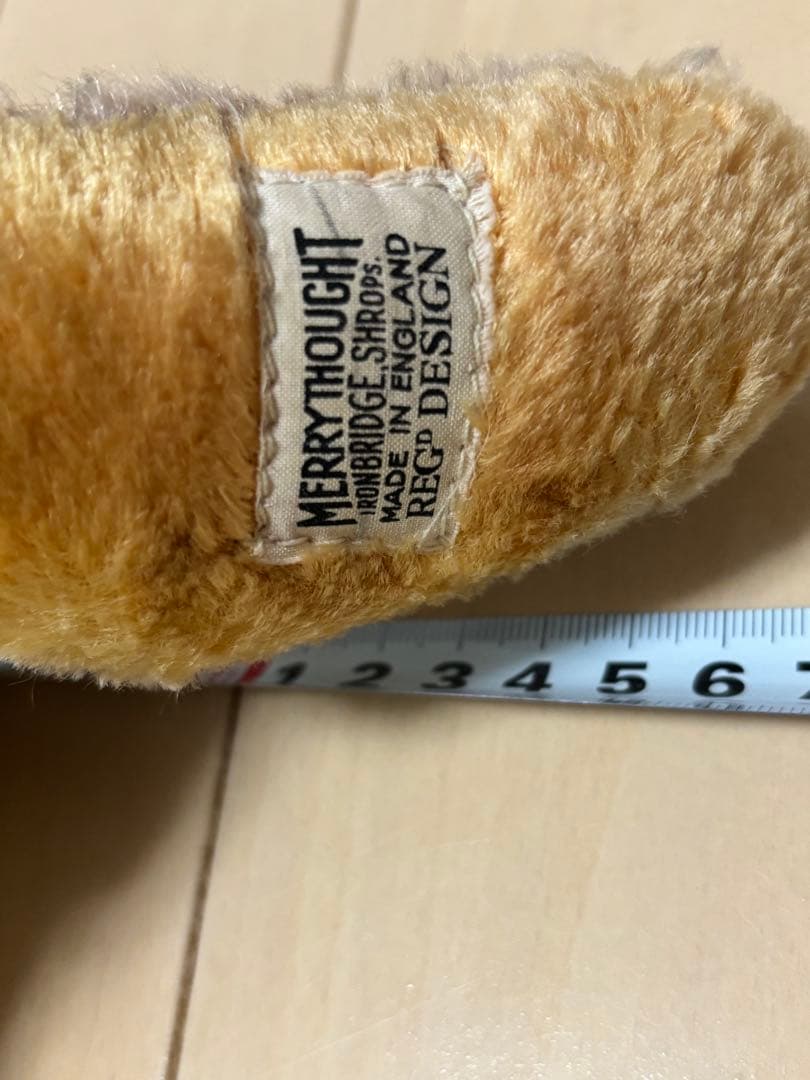 MERRYTHOUGHT
IRONBRIDGE, SHROPS.
MADE IN ENGLAND
REGD DESIGN
1 2 3 4 5 6